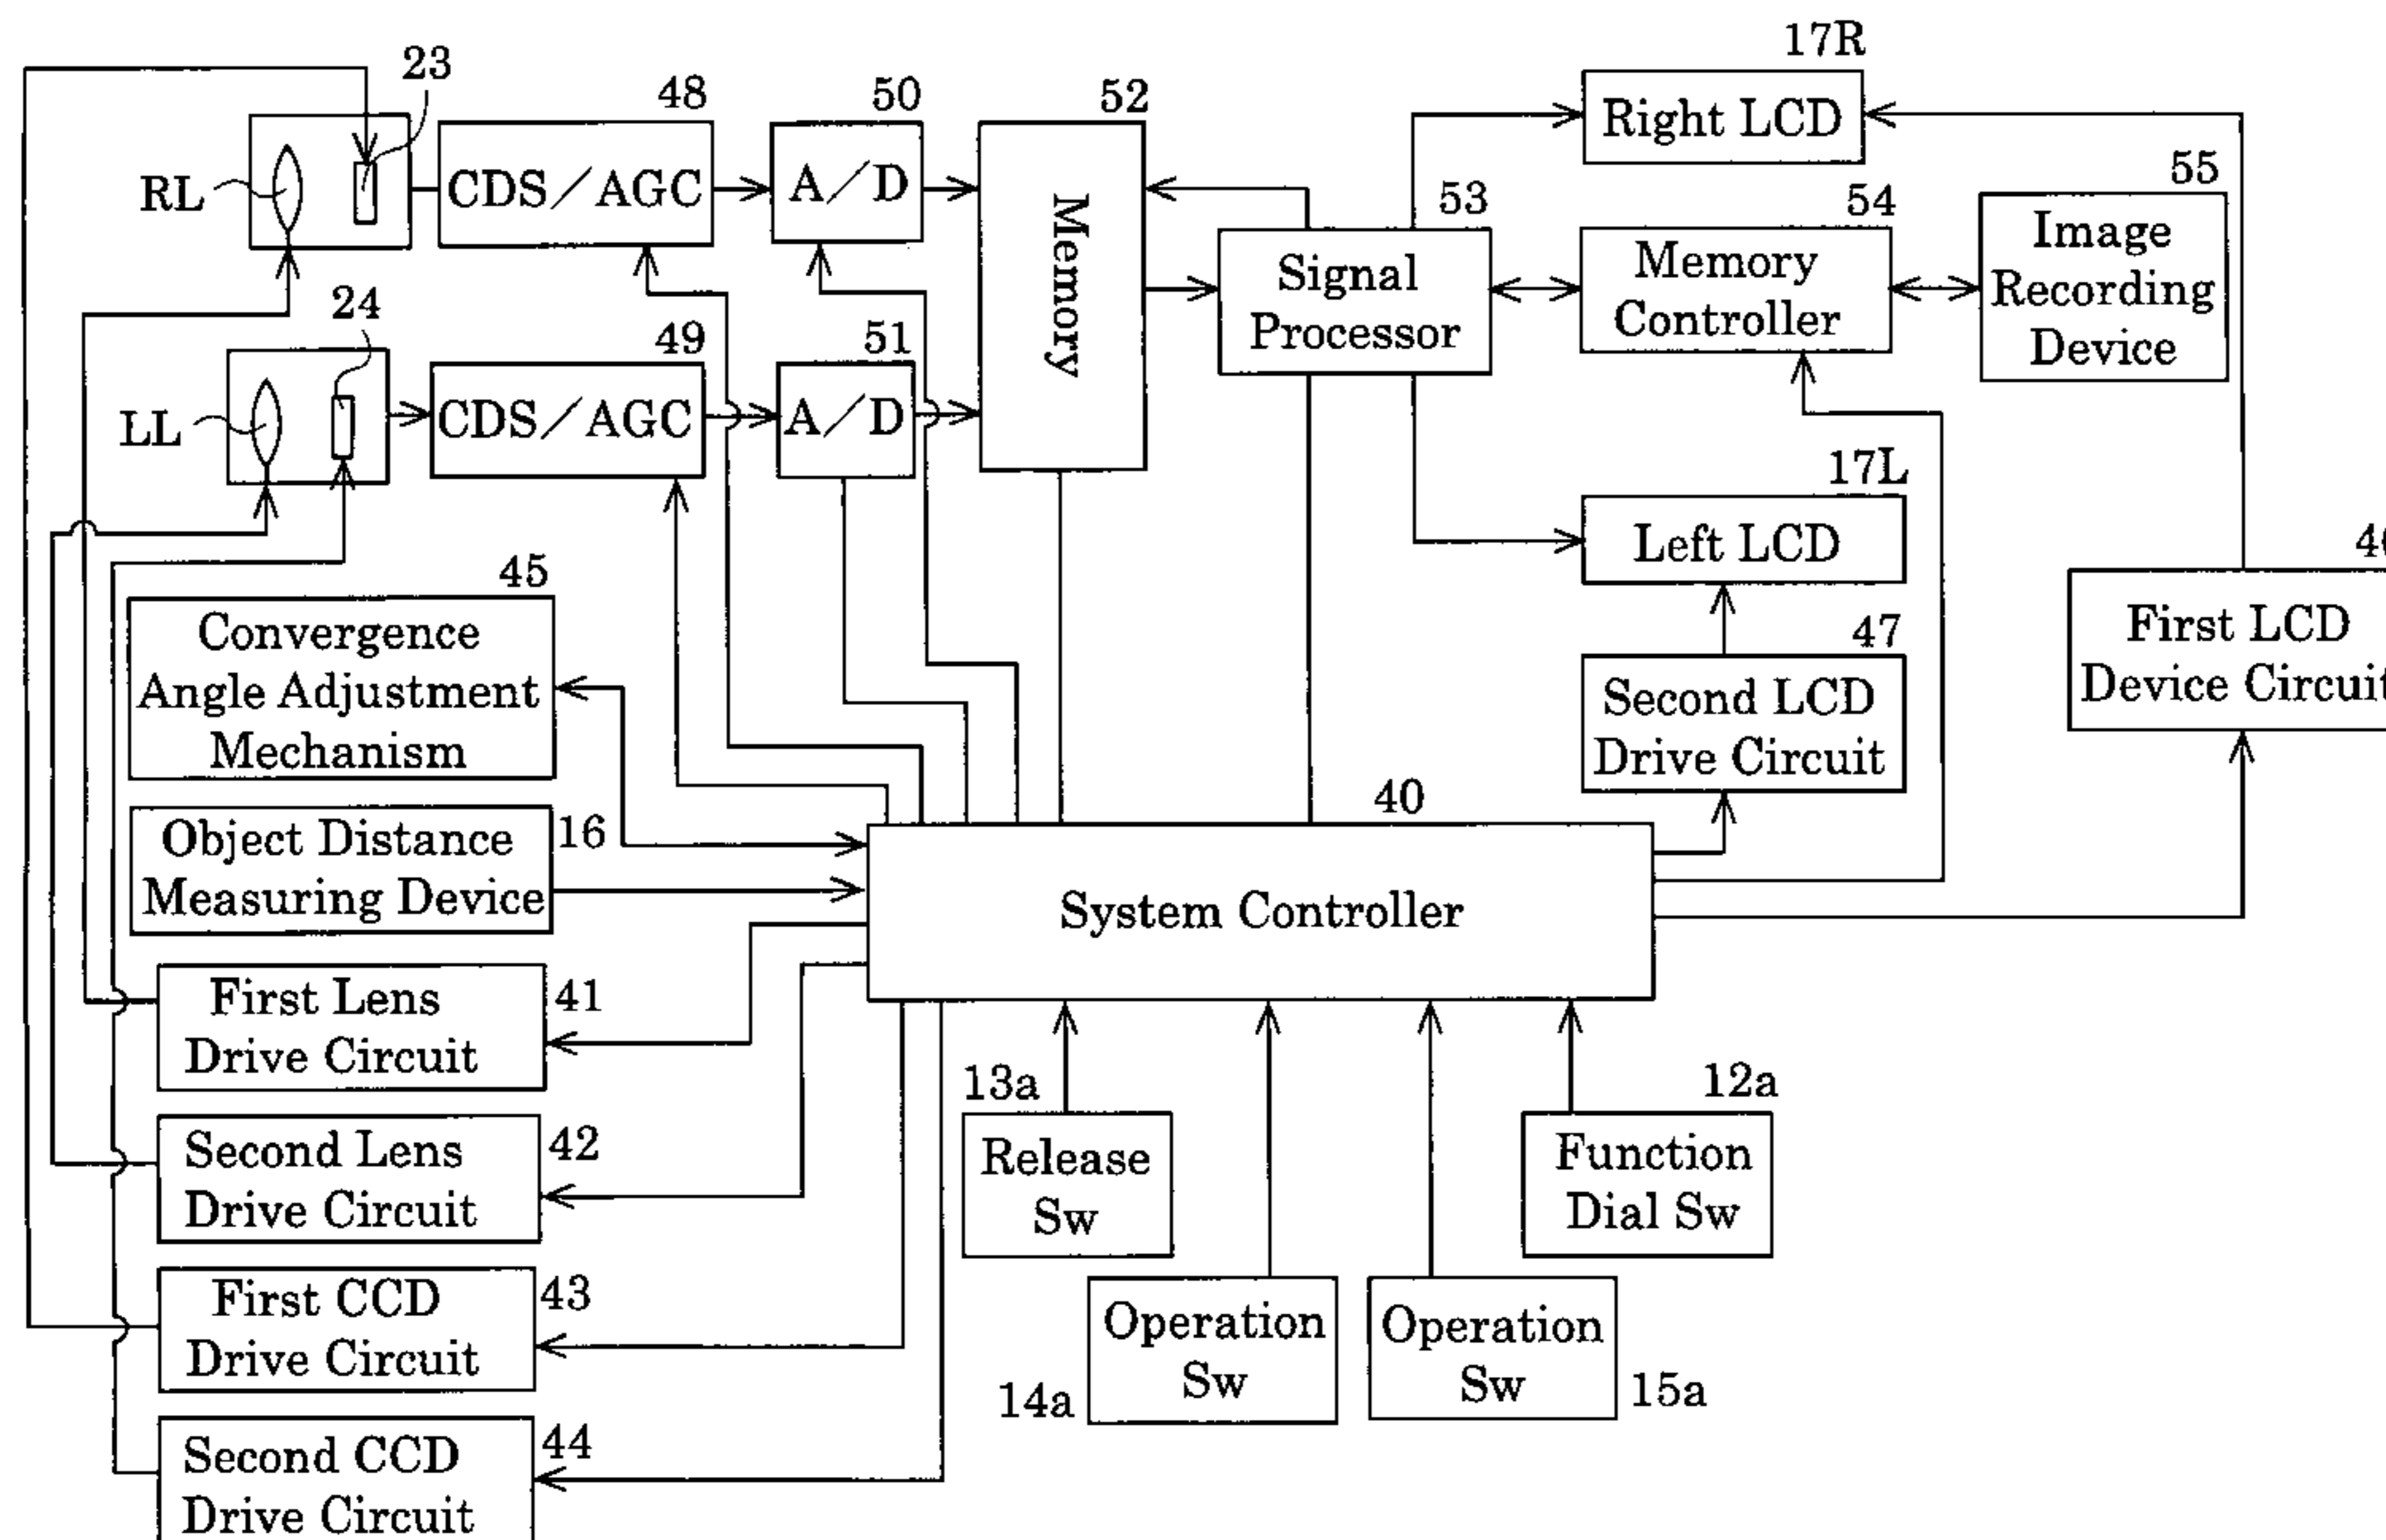 17R
23
48
50
52
Right LCD
55
RL
CDS/AGC
A/D
Memory
53
54
Image
Recording
Device
Signal
Processor
Memory
Controller
24
49
51
LL
CDS/AGC
A/D
17L
Left LCD
45
Convergence
Angle Adjustment
Mechanism
47
Second LCD
Drive Circuit
First LCD
Device Circuit
40
Object Distance
Measuring Device
16
System Controller
First Lens
Drive Circuit
41
13a
Release
Sw
12a
Function
Dial Sw
Second Lens
Drive Circuit
42
First CCD
Drive Circuit
43
14a
Operation
Sw
Operation
Sw
15a
Second CCD
Drive Circuit
44